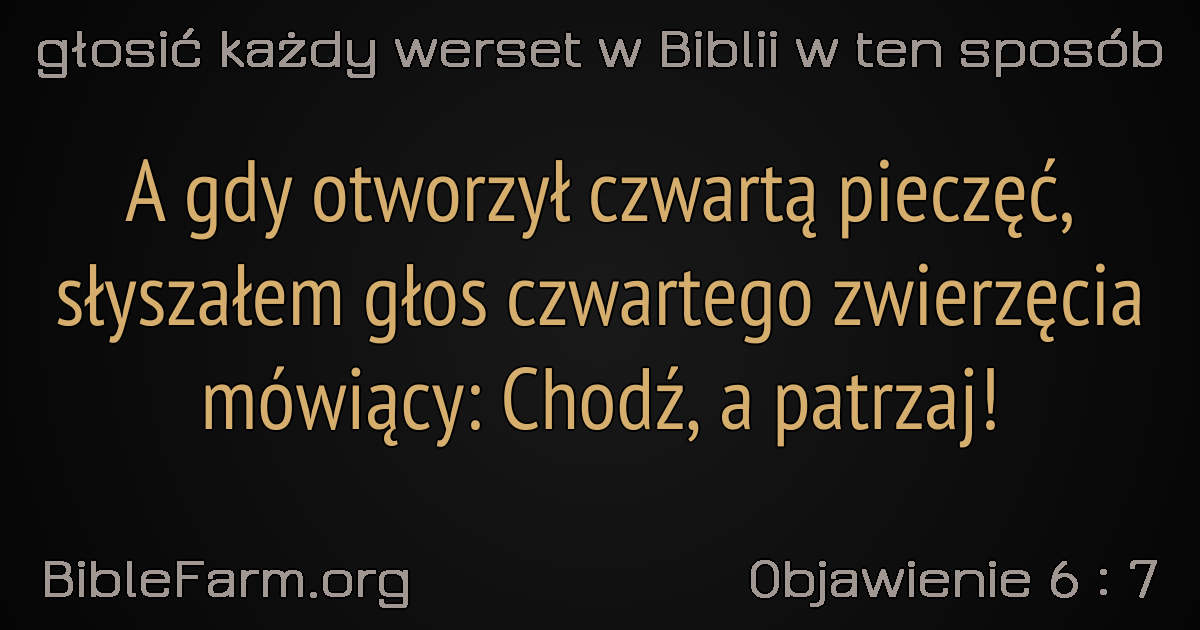 głosić każdy werset w Biblii w ten sposób
A gdy otworzył czwartą pieczęć,
słyszałem głos czwartego zwierzęcia
mówiący: Chodź, a patrzaj!
BibleFarm.org
Objawienie 6 : 7